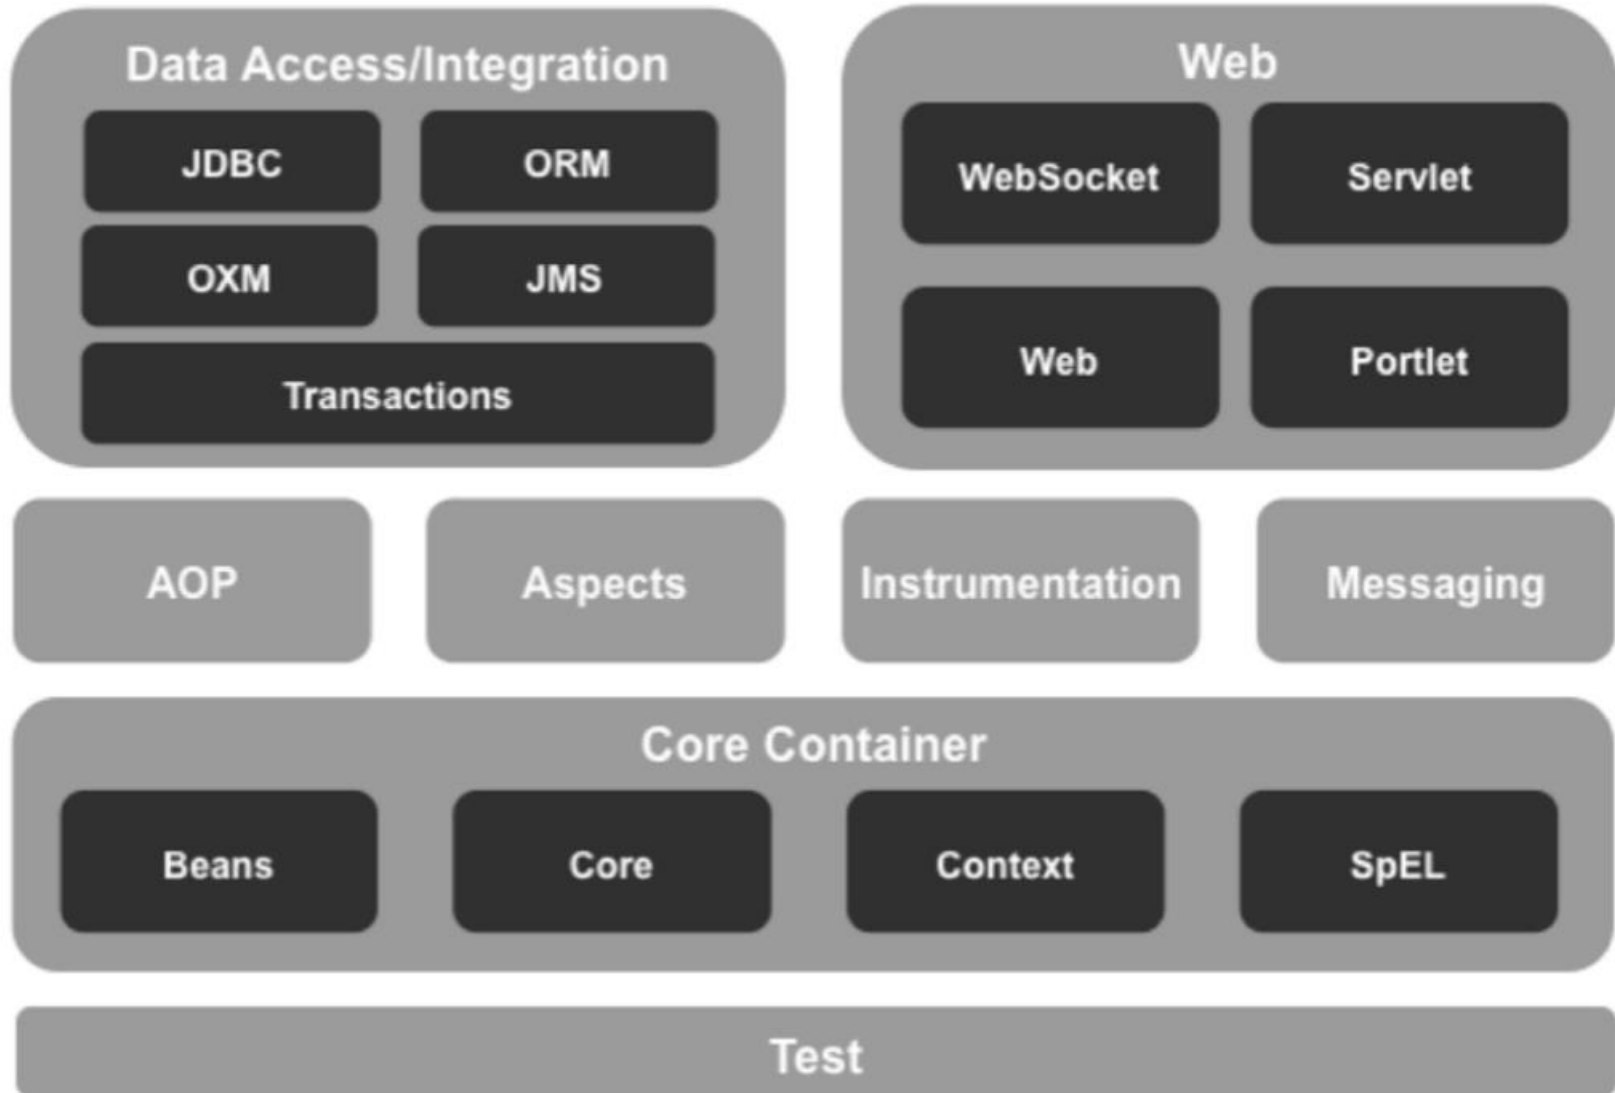 Data Access/Integration
JDBC
ORM
OXM
JMS
Transactions
Web
WebSocket
Servlet
Web
Portlet
AOP
Aspects
Instrumentation
Messaging
Core Container
Beans
Core
Context
SpEL
Test